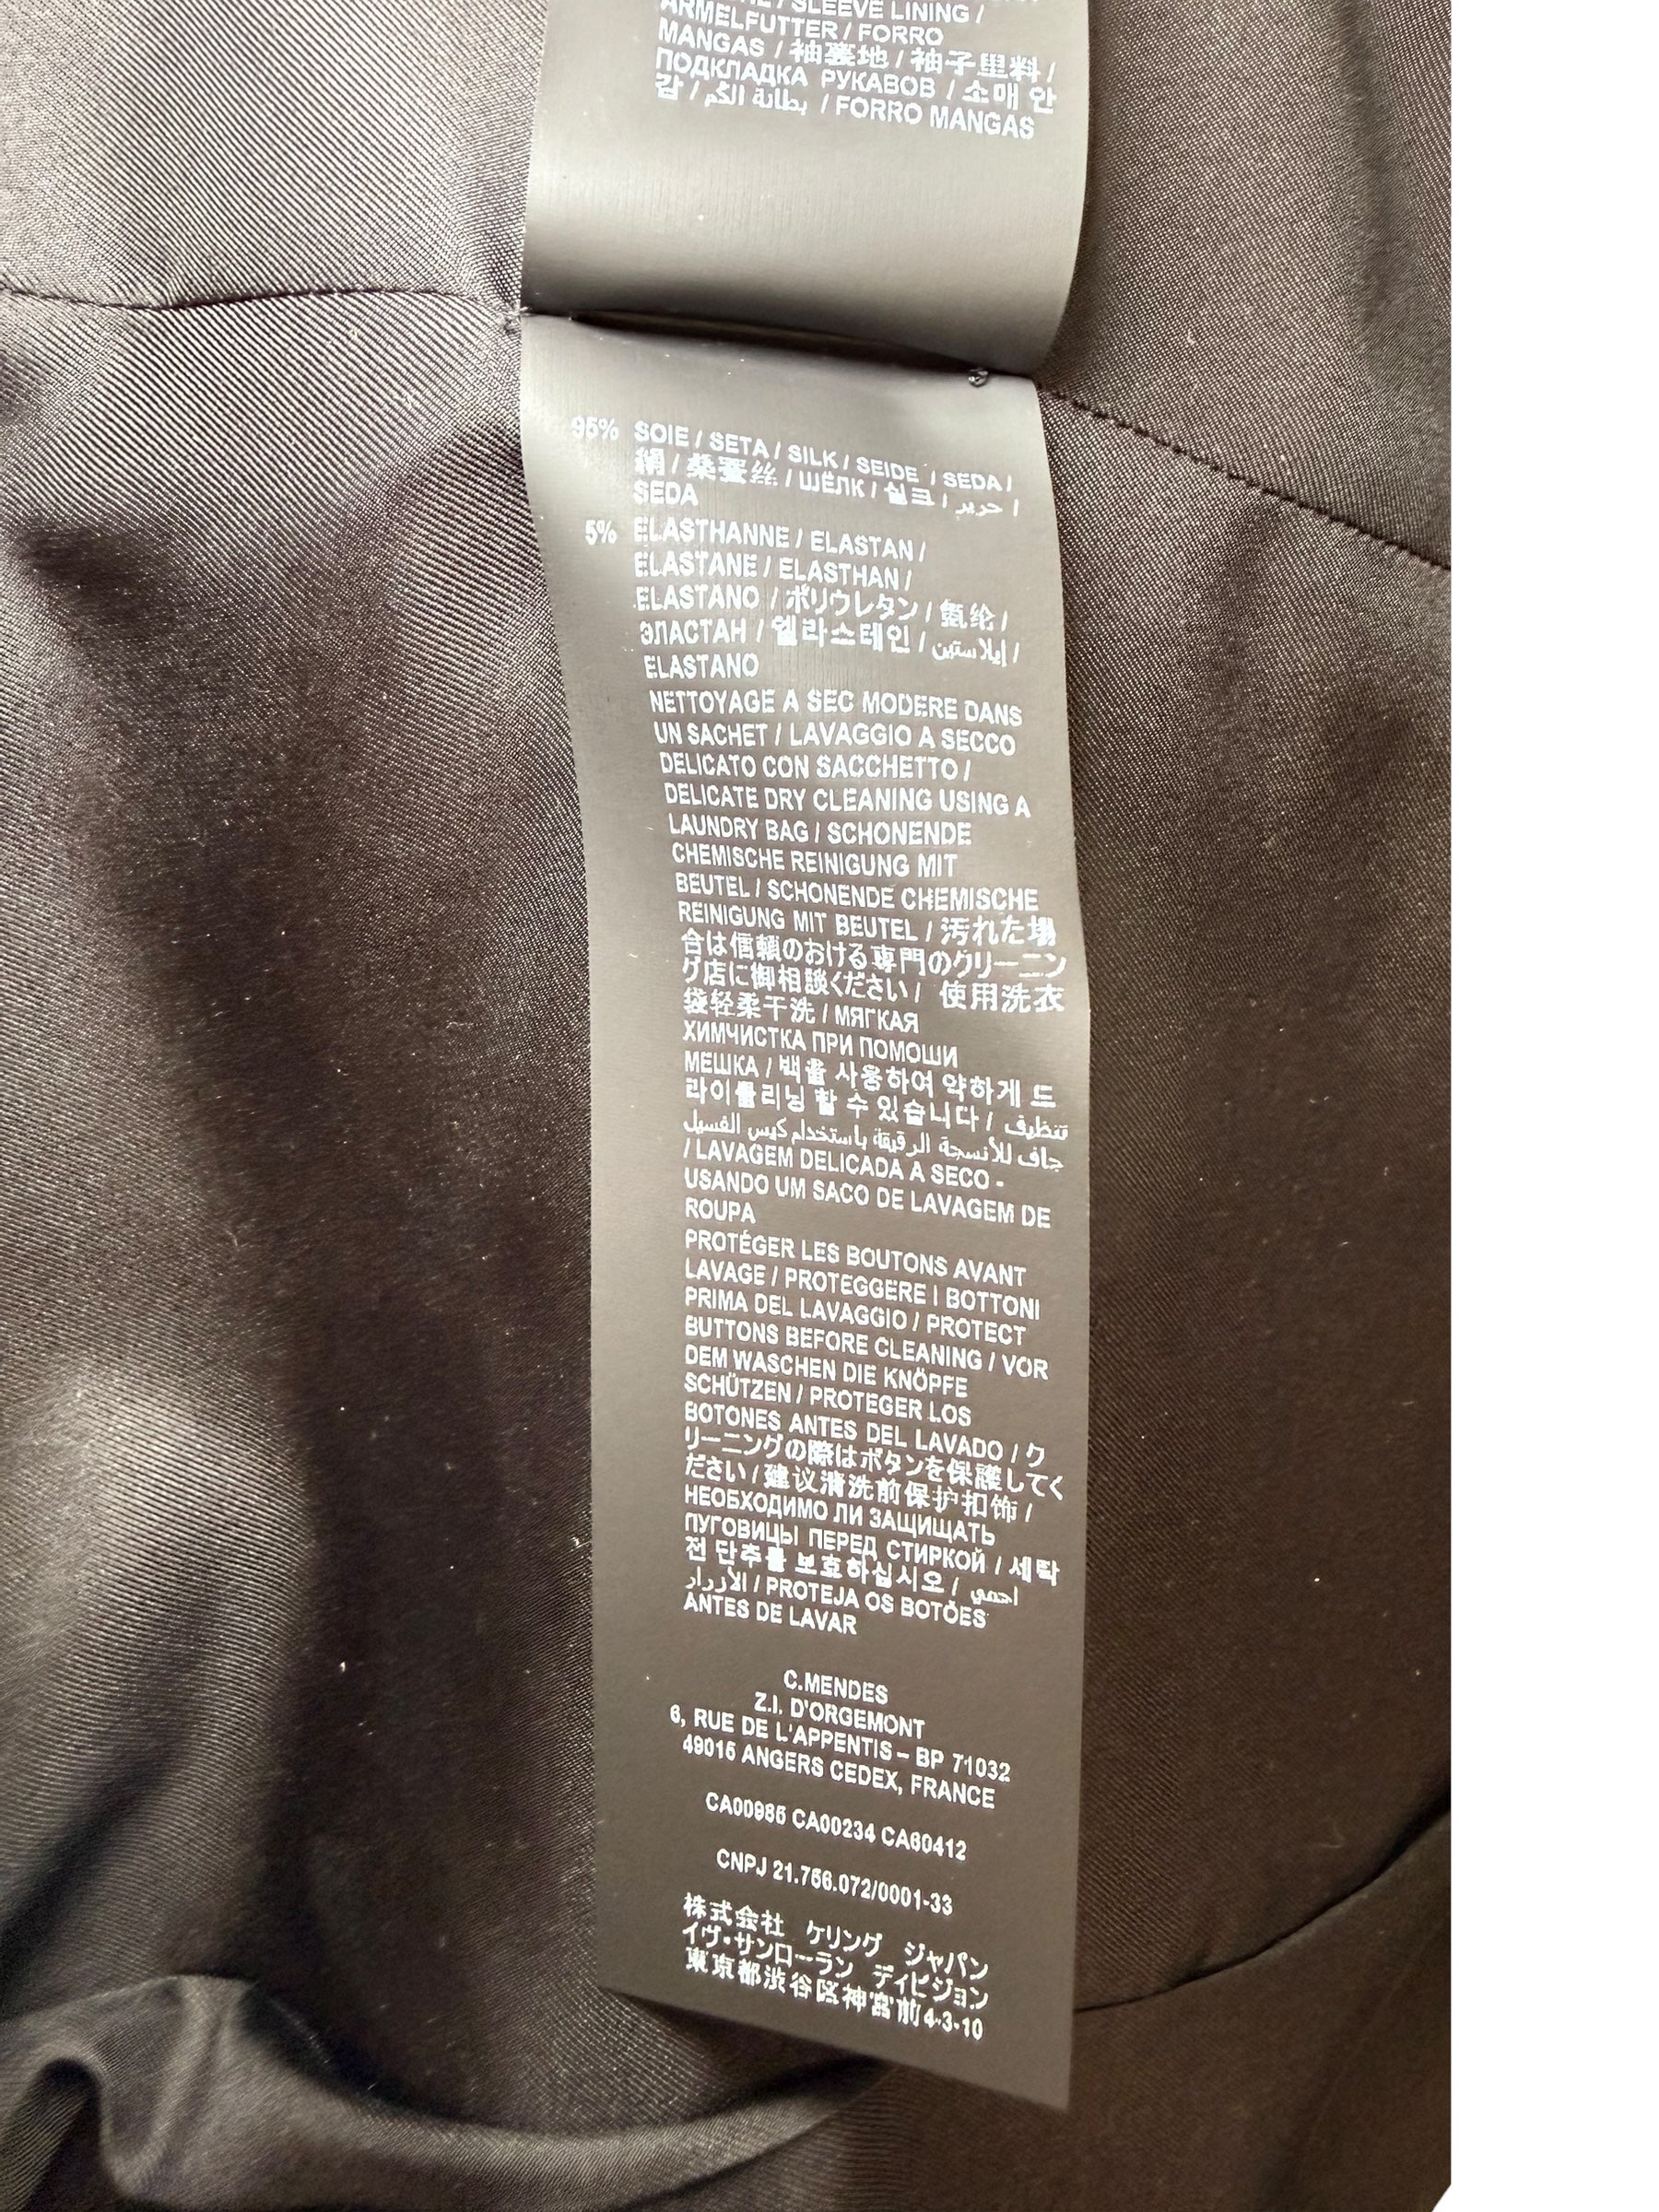 / SLEEVE LINING /
ÄRMELFUTTER / FORRO
MANGAS / 袖裏地 / 袖子里料 /
ПОДКЛАДКА РУКАВОВ / 소매 안
감 / بطانة الكم / FORRO MANGAS
95% SOIE / SETA / SILK / SEIDE / SEDA /
絹 / 桑蚕丝 / ШЁЛК / 실크 / حرير /
SEDA
5% ELASTHANNE / ELASTAN /
ELASTANE / ELASTHAN /
ELASTANO / ポリウレタン / 氨纶 /
ЭЛАСТАН / 엘라스테인 / إيلاستين /
ELASTANO
NETTOYAGE A SEC MODERE DANS
UN SACHET / LAVAGGIO A SECCO
DELICATO CON SACCHETTO /
DELICATE DRY CLEANING USING A
LAUNDRY BAG / SCHONENDE
CHEMISCHE REINIGUNG MIT
BEUTEL / SCHONENDE CHEMISCHE
REINIGUNG MIT BEUTEL / 汚れた場
合は信頼のおける専門のクリーニン
グ店に御相談ください / 使用洗衣
袋轻柔干洗 / МЯГКАЯ
ХИМЧИСТКА ПРИ ПОМОШИ
МЕШКА / 백을 사용하여 약하게 드
라이클리닝 할 수 있습니다 / تنظيف
جاف للأنسجة الرقيقة باستخدام كيس الغسيل
/ LAVAGEM DELICADA A SECO -
USANDO UM SACO DE LAVAGEM DE
ROUPA
PROTÉGER LES BOUTONS AVANT
LAVAGE / PROTEGGERE I BOTTONI
PRIMA DEL LAVAGGIO / PROTECT
BUTTONS BEFORE CLEANING / VOR
DEM WASCHEN DIE KNÖPFE
SCHÜTZEN / PROTEGER LOS
BOTONES ANTES DEL LAVADO / ク
リーニングの際はボタンを保護してく
ださい / 建议清洗前保护扣饰 /
НЕОБХОДИМО ЛИ ЗАЩИЩАТЬ
ПУГОВИЦЫ ПЕРЕД СТИРКОЙ / 세탁
전 단추를 보호하십시오 / احمي
الأزرار / PROTEJA OS BOTÕES
ANTES DE LAVAR
C.MENDES
Z.I. D'ORGEMONT
6, RUE DE L'APPENTIS – BP 71032
49015 ANGERS CEDEX, FRANCE
CA00985 CA00234 CA60412
CNPJ 21.756.072/0001-33
株式会社 ケリング ジャパン
イヴ・サンローラン ディビジョン
東京都渋谷区神宮前4-3-10